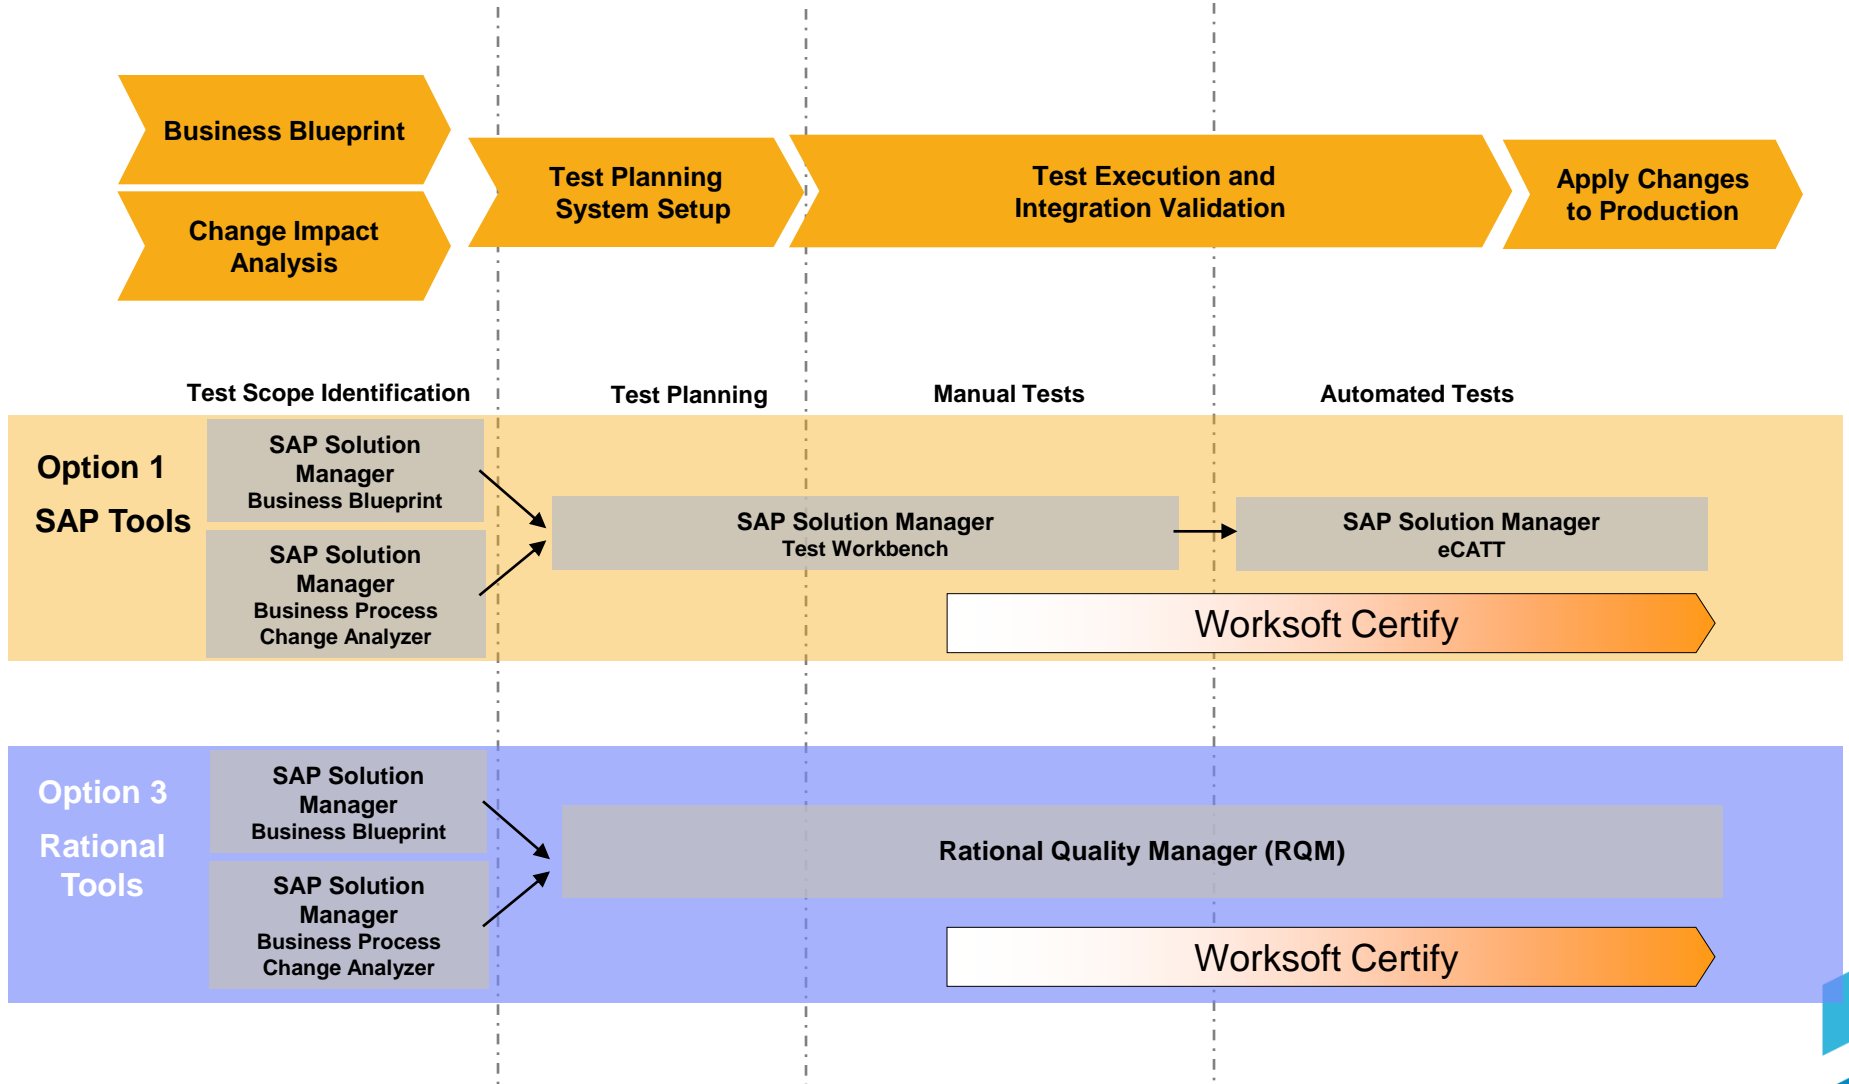 Business Blueprint
Change Impact
Analysis
Test Planning
System Setup
Test Execution and
Integration Validation
Apply Changes
to Production
Test Scope Identification
Test Planning
Manual Tests
Automated Tests
Option 1
SAP Tools
SAP Solution
Manager
Business Blueprint
SAP Solution
Manager
Business Process
Change Analyzer
SAP Solution Manager
Test Workbench
SAP Solution Manager
eCATT
Worksoft Certify
Option 3
Rational
Tools
SAP Solution
Manager
Business Blueprint
SAP Solution
Manager
Business Process
Change Analyzer
Rational Quality Manager (RQM)
Worksoft Certify